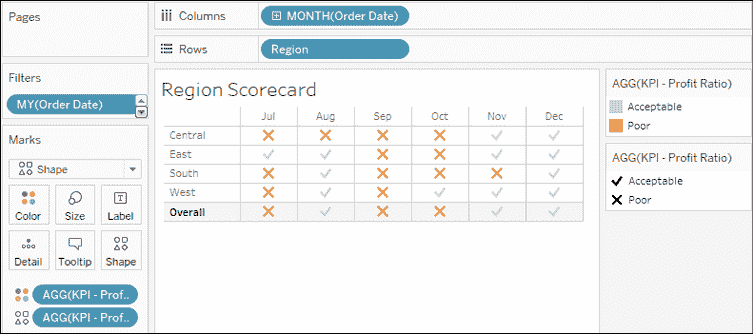 Pages
Columns
MONTH(Order Date)
Rows
Region
Filters
MY(Order Date)
Marks
Shape
Color
Size
Label
Detail
Tooltip
Shape
AGG(KPI - Prof..
AGG(KPI - Prof..
Region Scorecard
Jul Aug Sep Oct Nov Dec
Central
East
South
West
Overall
AGG(KPI - Profit Ratio)
Acceptable
Poor
AGG(KPI - Profit Ratio)
Acceptable
Poor